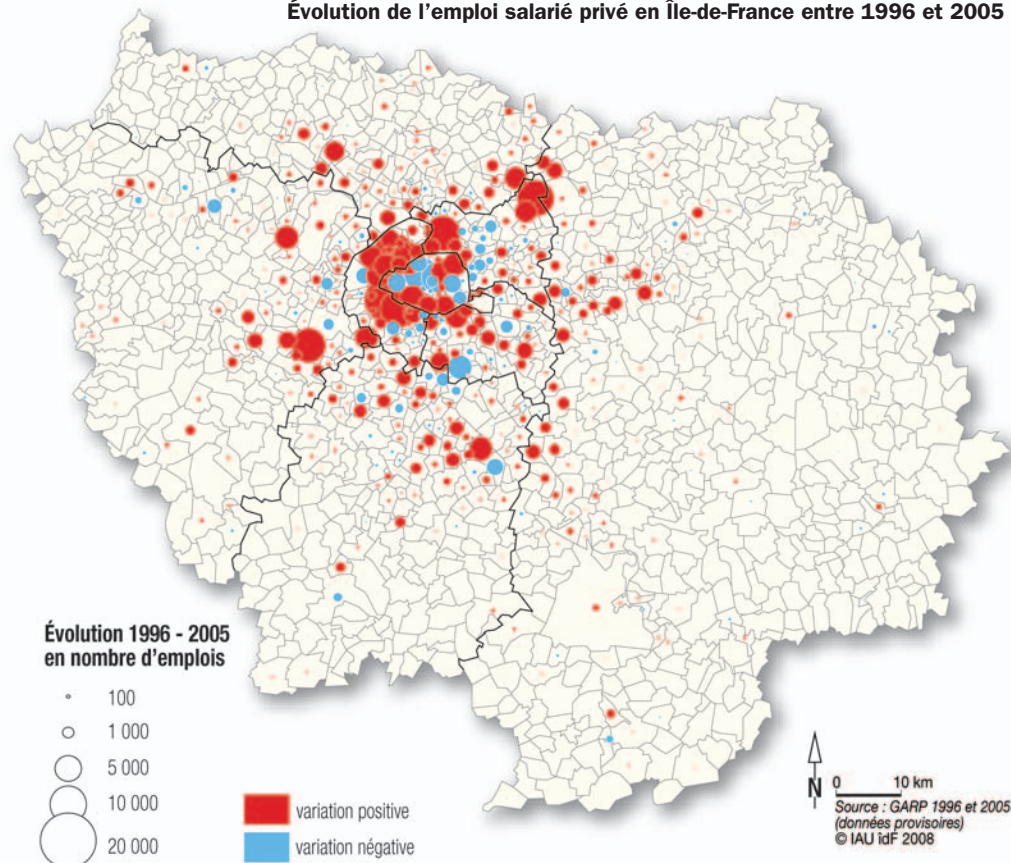 Évolution de l’emploi salarié privé en Île-de-France entre 1996 et 2005
Évolution 1996 - 2005
en nombre d’emplois
100
1 000
5 000
10 000
20 000
variation positive
variation négative
N
0 10 km
Source : GARP 1996 et 2005
(données provisoires)
© IAU îdF 2008